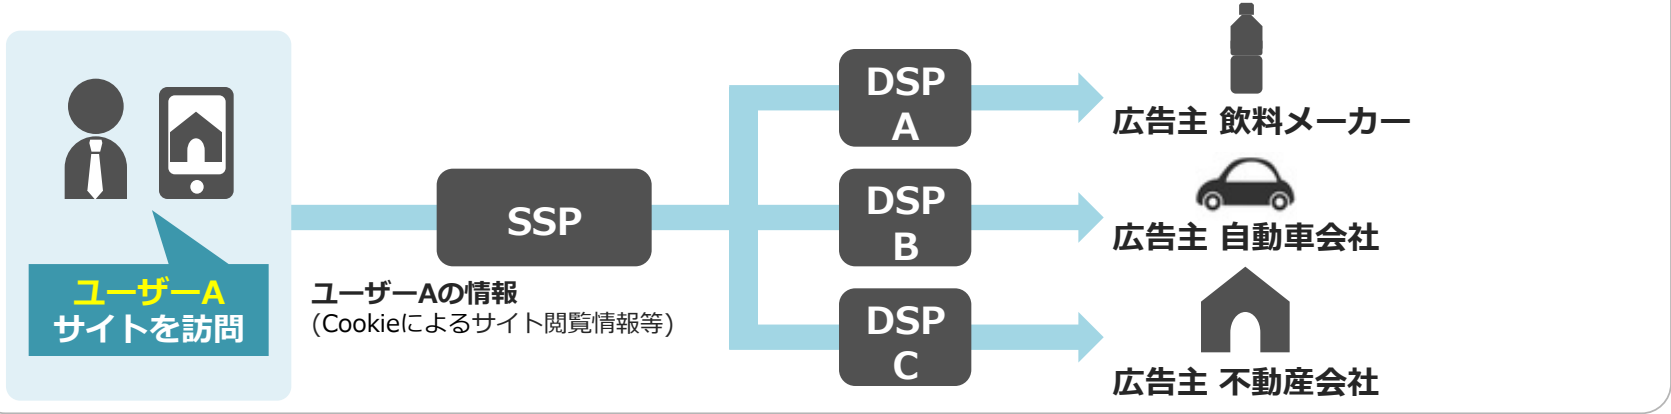 ユーザーA
サイトを訪問
SSP
ユーザーAの情報
(Cookieによるサイト閲覧情報等)
DSP
A
広告主 飲料メーカー
DSP
B
広告主 自動車会社
DSP
C
広告主 不動産会社